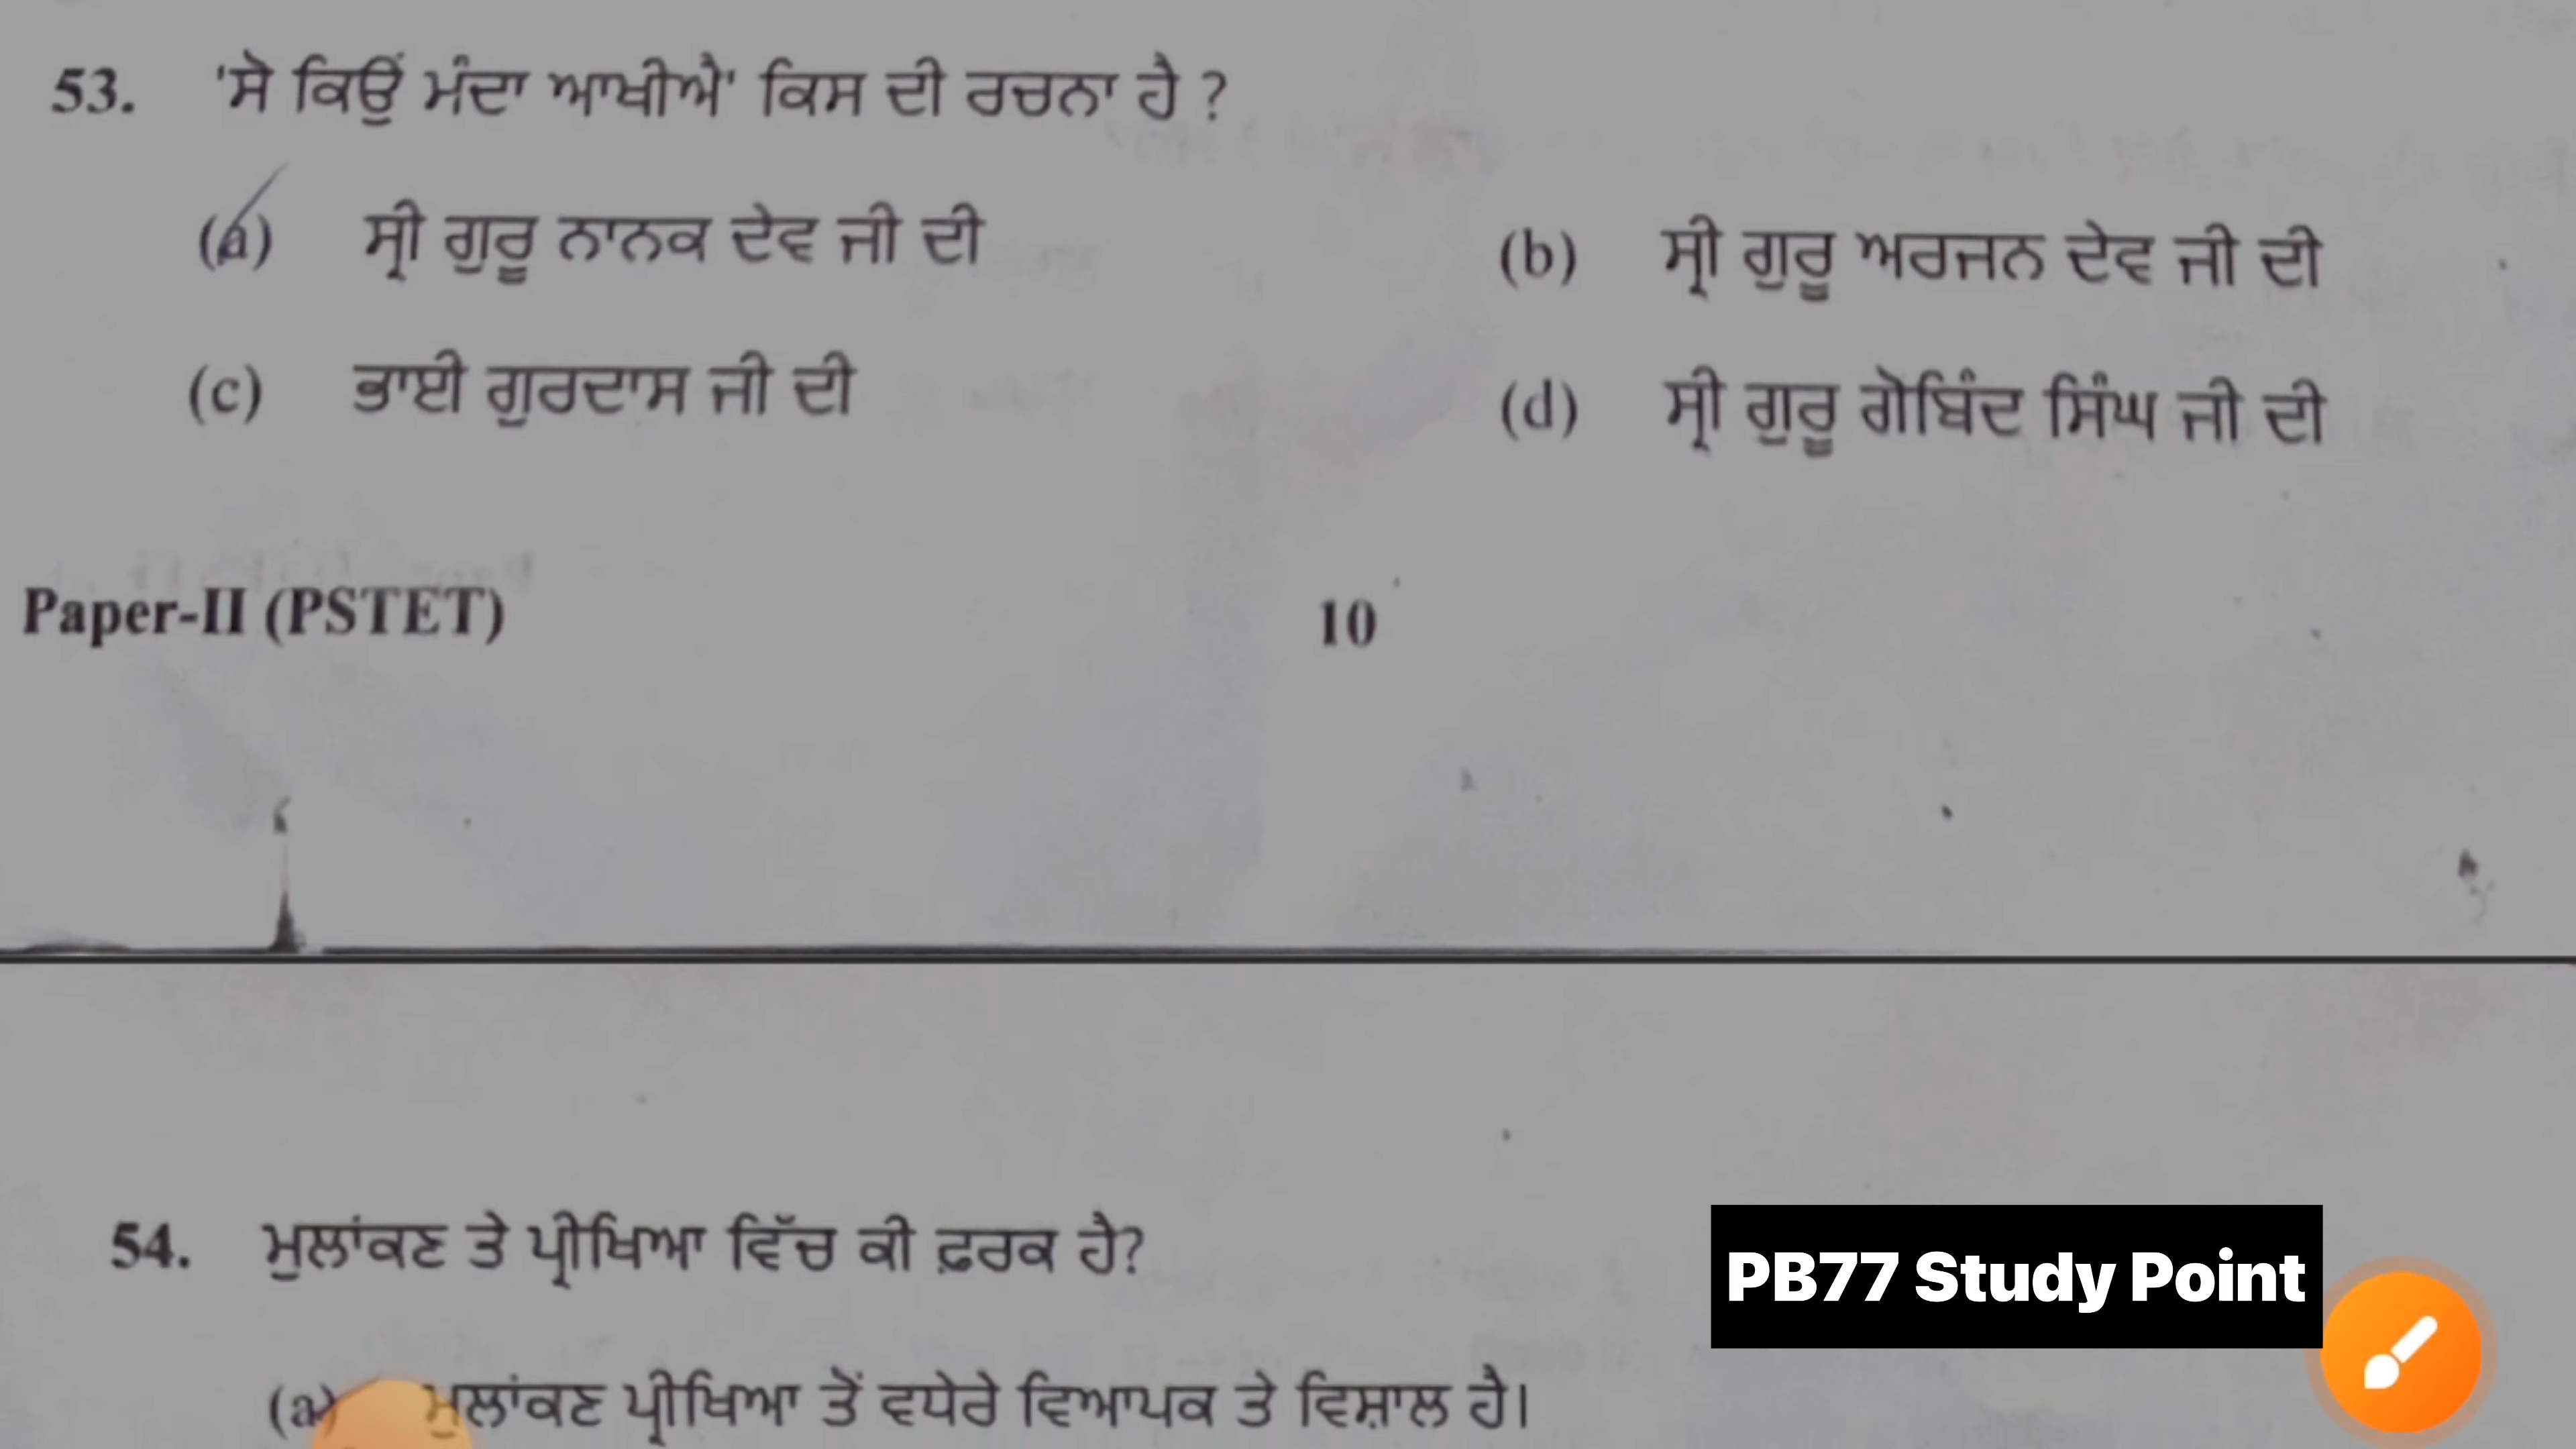 53. 'ਸੋ ਕਿਉਂ ਮੰਦਾ ਆਖੀਐ' ਕਿਸ ਦੀ ਰਚਨਾ ਹੈ ?
(a) ਸ੍ਰੀ ਗੁਰੂ ਨਾਨਕ ਦੇਵ ਜੀ ਦੀ (b) ਸ੍ਰੀ ਗੁਰੂ ਅਰਜਨ ਦੇਵ ਜੀ ਦੀ
(c) ਭਾਈ ਗੁਰਦਾਸ ਜੀ ਦੀ (d) ਸ੍ਰੀ ਗੁਰੂ ਗੋਬਿੰਦ ਸਿੰਘ ਜੀ ਦੀ
Paper-II (PSTET) 10
54. ਮੁਲਾਂਕਣ ਤੇ ਪ੍ਰੀਖਿਆ ਵਿੱਚ ਕੀ ਫ਼ਰਕ ਹੈ?
PB77 Study Point
(a) ਮੁਲਾਂਕਣ ਪ੍ਰੀਖਿਆ ਤੋਂ ਵਧੇਰੇ ਵਿਆਪਕ ਤੇ ਵਿਸ਼ਾਲ ਹੈ।